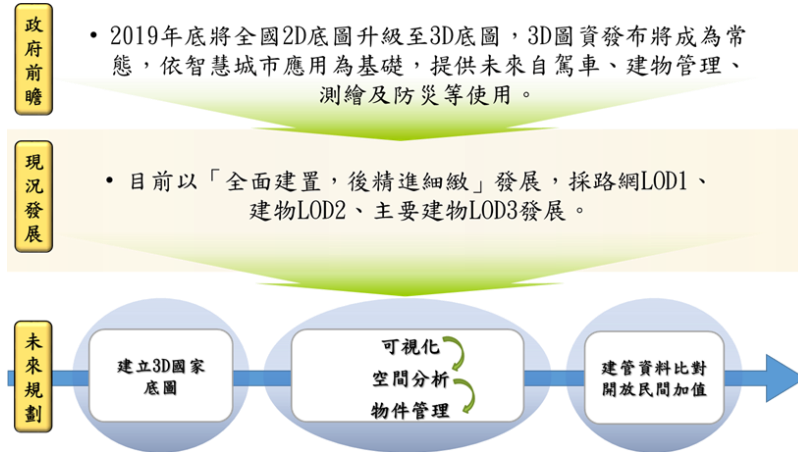 政府前瞻
• 2019年底將全國2D底圖升級至3D底圖，3D圖資發布將成為常
態，依智慧城市應用為基礎，提供未來自駕車、建物管理、
測繪及防災等使用。
現況發展
• 目前以「全面建置，後精進細緻」發展，採路網LOD1、
建物LOD2、主要建物LOD3發展。
未來規劃
建立3D國家
底圖
可視化
空間分析
物件管理
建管資料比對
開放民間加值